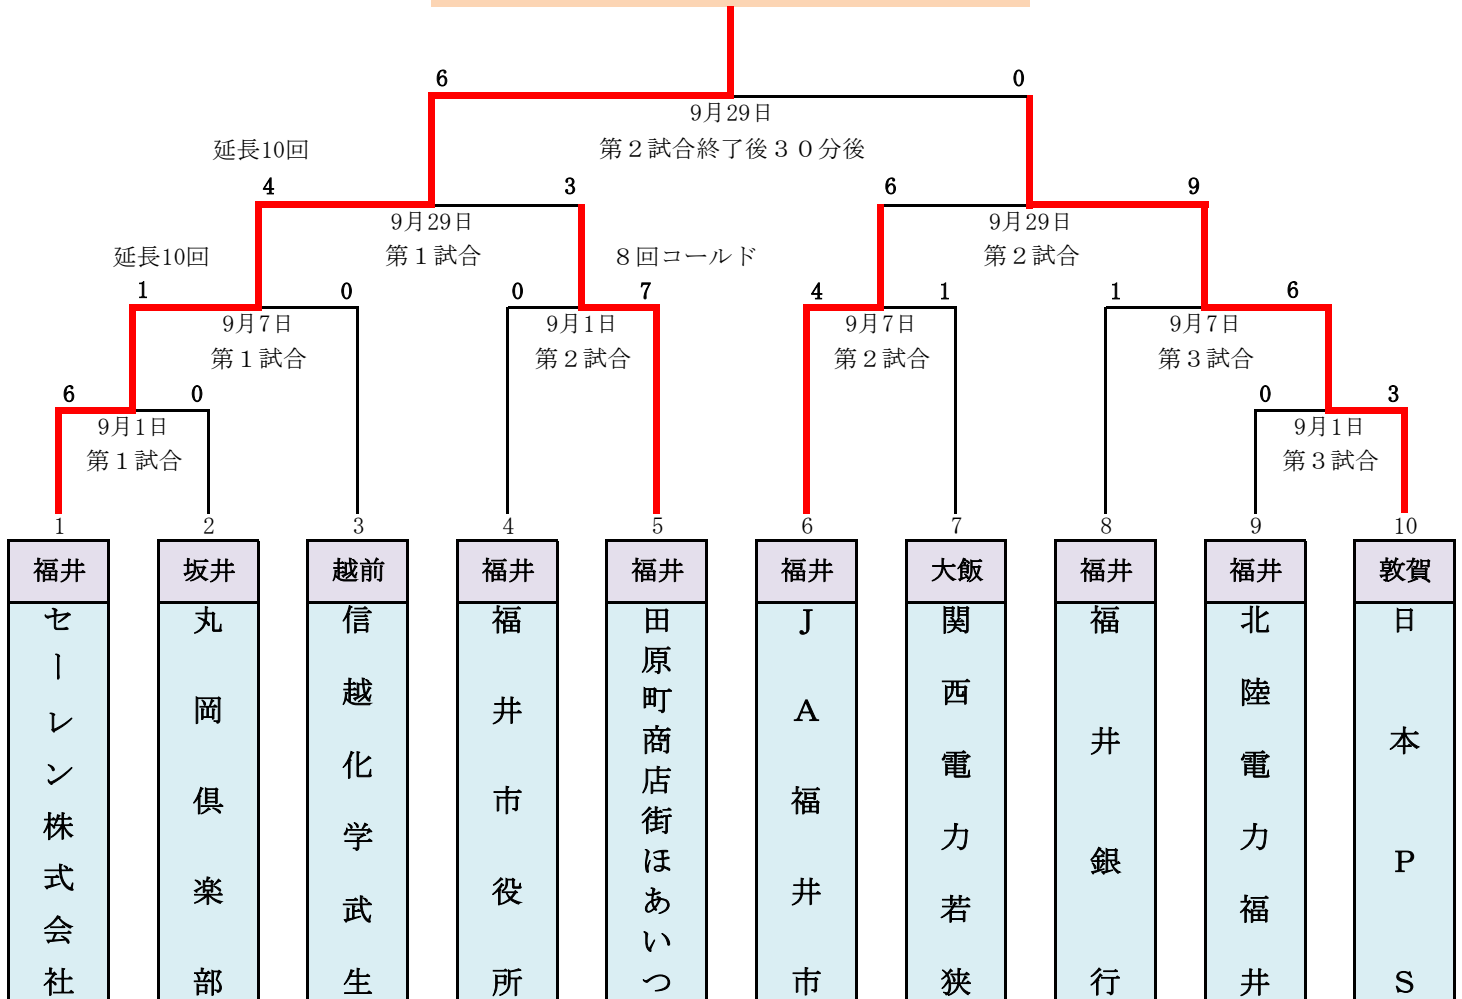 6 0
9月29日
第２試合終了後３０分後
延長10回
4 3 6 9
9月29日 9月29日
第１試合 第２試合
延長10回 ８回コールド
1 0 0 7 4 1 1 6
9月7日 9月1日 9月7日 9月7日
第１試合 第２試合 第２試合 第３試合
6 0 0 3
9月1日 9月1日
第１試合 第３試合
1 2 3 4 5 6 7 8 9 10
福井 坂井 越前 福井 福井 福井 大飯 福井 福井 敦賀
セーレン株式会社
丸岡倶楽部
信越化学武生
福井市役所
田原町商店街ほあいつ
ＪＡ福井市
関西電力若狭
福井銀行
北陸電力福井
日本ＰＳ